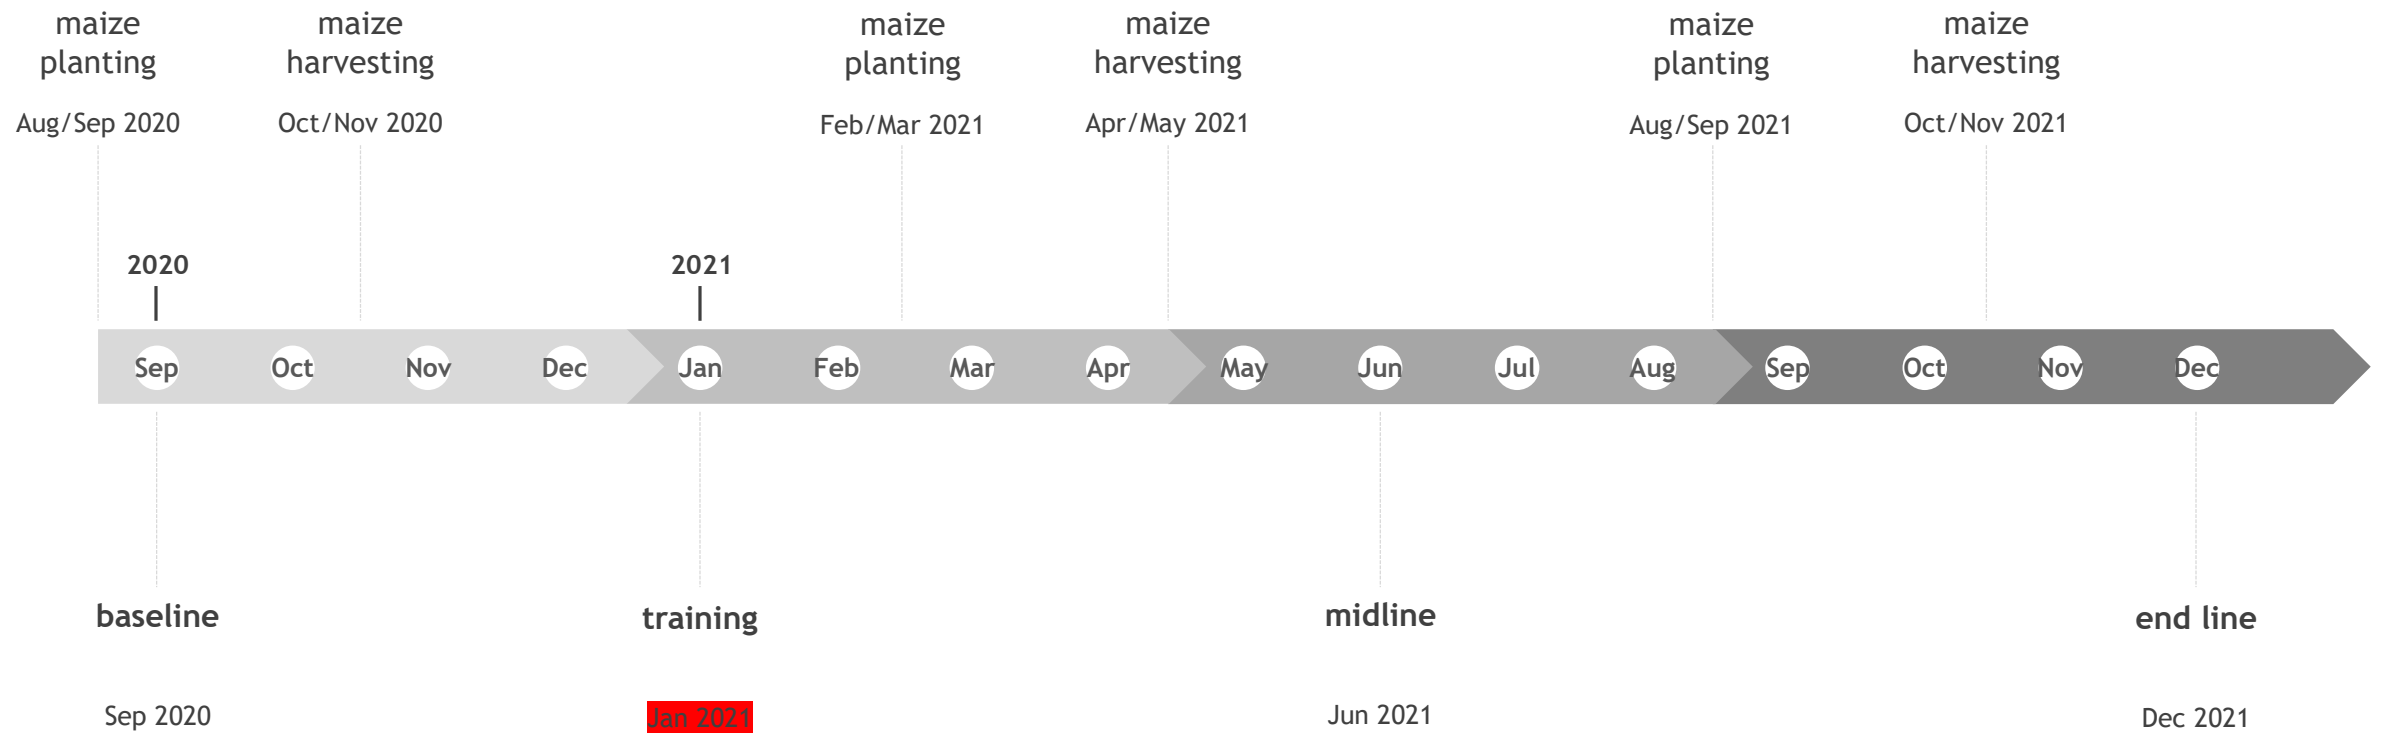 maize
planting
Aug/Sep 2020
maize
harvesting
Oct/Nov 2020
maize
planting
Feb/Mar 2021
maize
harvesting
Apr/May 2021
maize
planting
Aug/Sep 2021
maize
harvesting
Oct/Nov 2021
2020
2021
Sep Oct Nov Dec Jan Feb Mar Apr May Jun Jul Aug Sep Oct Nov Dec
baseline
Sep 2020
training
Jan 2021
midline
Jun 2021
end line
Dec 2021